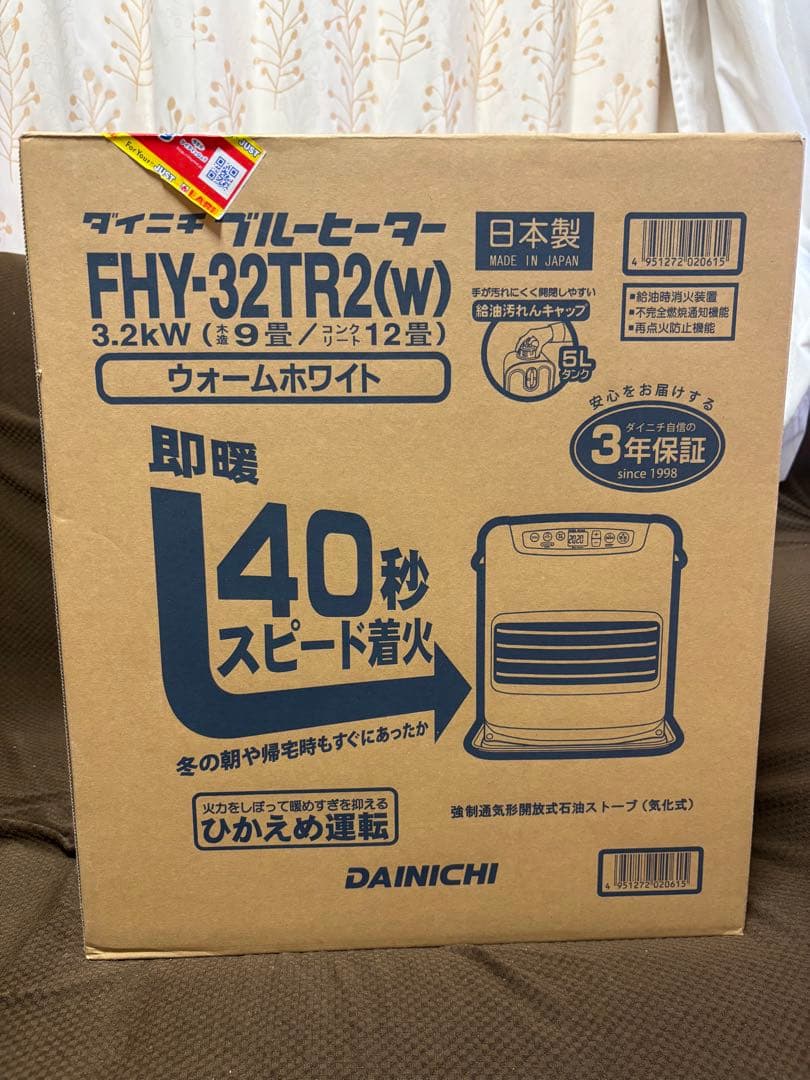 For Your
JUST
JUST
ダイニチ ブルーヒーター
FHY-32TR2(W)
3.2kW(木造9畳/コンクリート12畳)
ウォームホワイト
日本製
MADE IN JAPAN
4 951272 020615
手が汚れにくく開閉しやすい
給油汚れんキャップ
5L
タンク
■給油時消火装置
■不完全燃焼通知機能
■再点火防止機能
安心をお届けする
ダイニチ自信の
3年保証
since 1998
即暖
40秒
スピード着火
冬の朝や帰宅時もすぐにあったか
火力をしぼって暖めすぎを抑える
ひかえめ運転
強制通気形開放式石油ストーブ(気化式)
DAINICHI
4 951272 020615